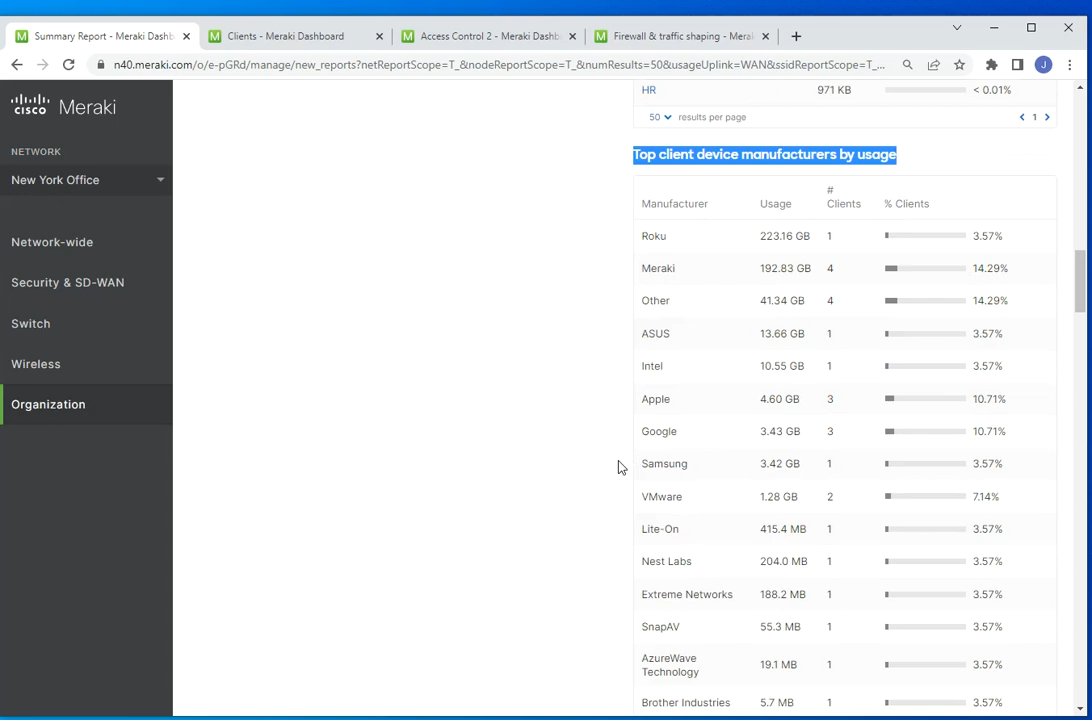 Summary Report - Meraki Dashb
Clients - Meraki Dashboard
Access Control 2 - Meraki Dashb
Firewall & traffic shaping - Merak
n40.meraki.com/o/e-pGRd/manage/new_reports?netReportScope=T_&nodeReportScope=T_&numResults=50&usageUplink=WAN&ssidReportScope=T_...
J
CISCO Meraki
NETWORK
New York Office
Network-wide
Security & SD-WAN
Switch
Wireless
Organization
HR 971 KB < 0.01%
50 results per page 1
Top client device manufacturers by usage
Manufacturer Usage # Clients % Clients
Roku 223.16 GB 1 3.57%
Meraki 192.83 GB 4 14.29%
Other 41.34 GB 4 14.29%
ASUS 13.66 GB 1 3.57%
Intel 10.55 GB 1 3.57%
Apple 4.60 GB 3 10.71%
Google 3.43 GB 3 10.71%
Samsung 3.42 GB 1 3.57%
VMware 1.28 GB 2 7.14%
Lite-On 415.4 MB 1 3.57%
Nest Labs 204.0 MB 1 3.57%
Extreme Networks 188.2 MB 1 3.57%
SnapAV 55.3 MB 1 3.57%
AzureWave Technology 19.1 MB 1 3.57%
Brother Industries 5.7 MB 1 3.57%